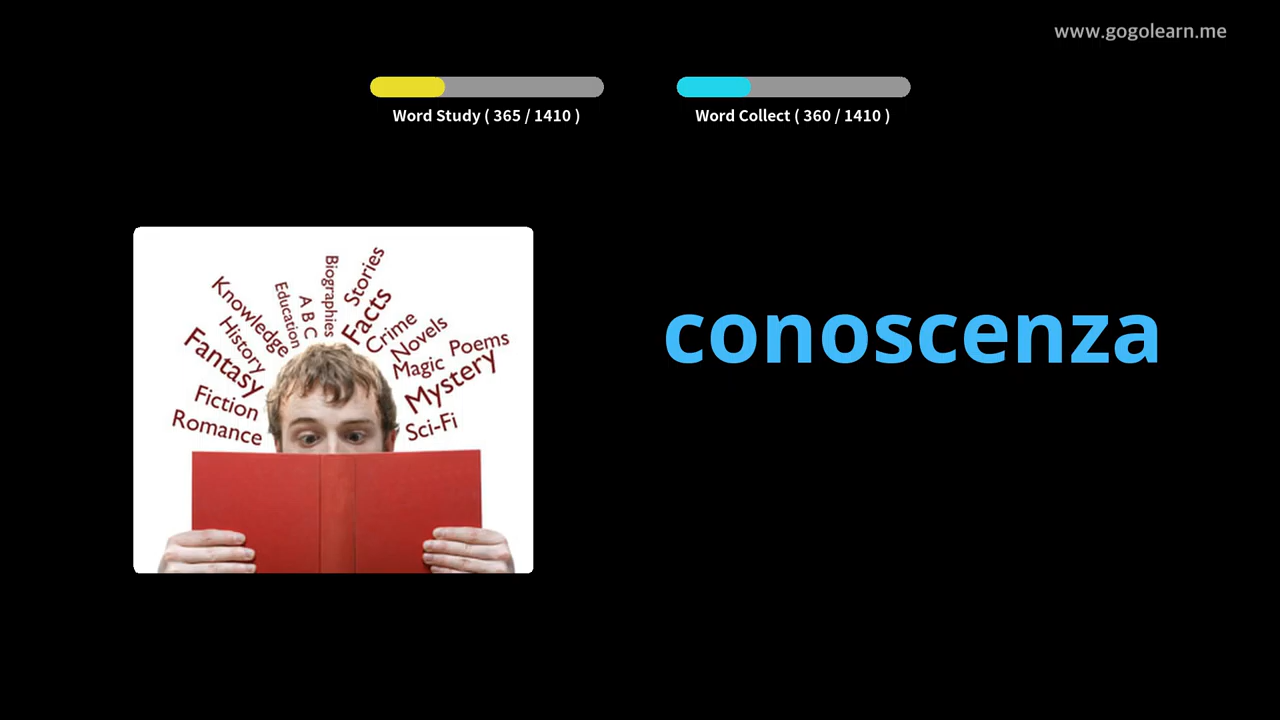 www.gogolearn.me
Word Study ( 365 / 1410 )
Word Collect ( 360 / 1410 )
conoscenza
Romance
Fiction
Fantasy
History
Knowledge
Education
A B C
Biographies
Stories
Facts
Crime
Novels
Magic
Poems
Mystery
Sci-Fi